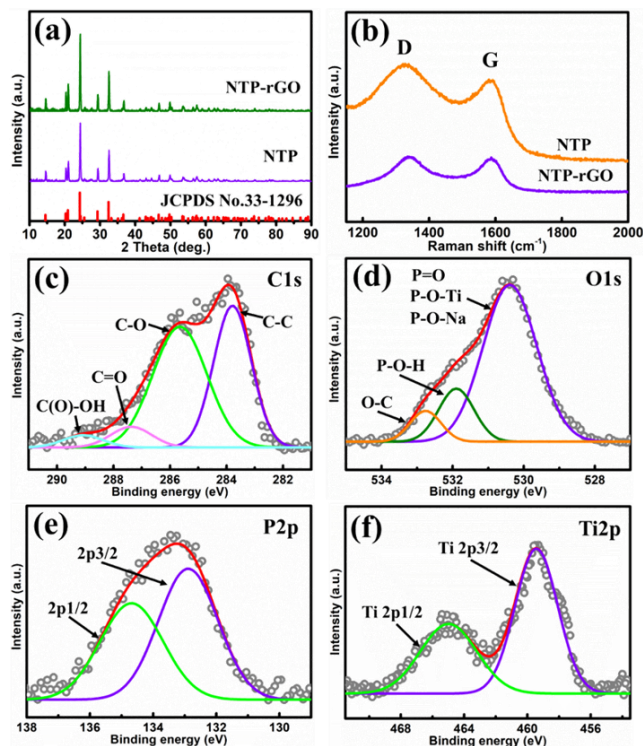 (a)
NTP-rGO
NTP
JCPDS No.33-1296
10 20 30 40 50 60 70 80 90
2 Theta (deg.)
Intensity (a.u.)
(b)
D
G
NTP
NTP-rGO
1200 1400 1600 1800 2000
Raman shift (cm⁻¹)
Intensity (a.u.)
(c)
C1s
C-O
C-C
C=O
C(O)-OH
290 288 286 284 282
Binding energy (eV)
Intensity (a.u.)
(d)
O1s
P=O
P-O-Ti
P-O-Na
P-O-H
O-C
534 532 530 528
Binding energy (eV)
Intensity (a.u.)
(e)
P2p
2p3/2
2p1/2
138 136 134 132 130
Binding energy (eV)
Intensity (a.u.)
(f)
Ti2p
Ti 2p3/2
Ti 2p1/2
468 464 460 456
Binding energy (eV)
Intensity (a.u.)